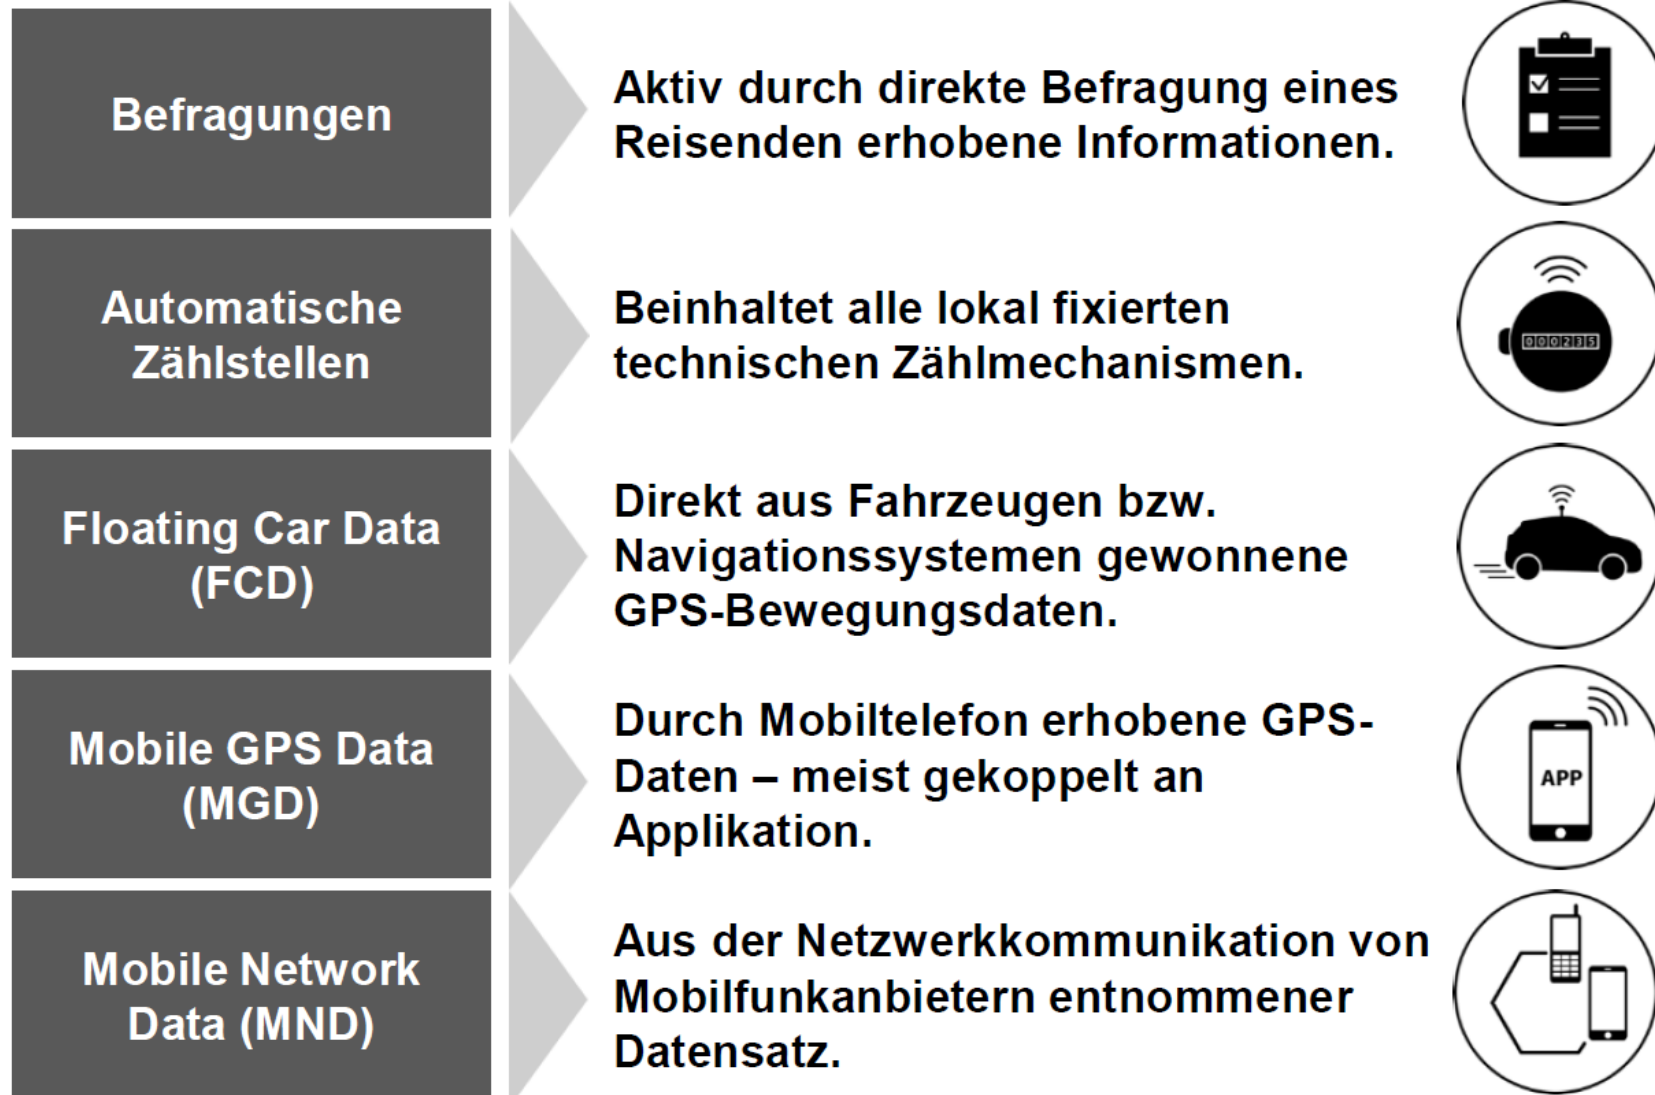 Befragungen
Aktiv durch direkte Befragung eines
Reisenden erhobene Informationen.
Automatische
Zählstellen
Beinhaltet alle lokal fixierten
technischen Zählmechanismen.
000235
Floating Car Data
(FCD)
Direkt aus Fahrzeugen bzw.
Navigationssystemen gewonnene
GPS-Bewegungsdaten.
Mobile GPS Data
(MGD)
Durch Mobiltelefon erhobene GPS-
Daten – meist gekoppelt an
Applikation.
APP
Mobile Network
Data (MND)
Aus der Netzwerkkommunikation von
Mobilfunkanbietern entnommener
Datensatz.